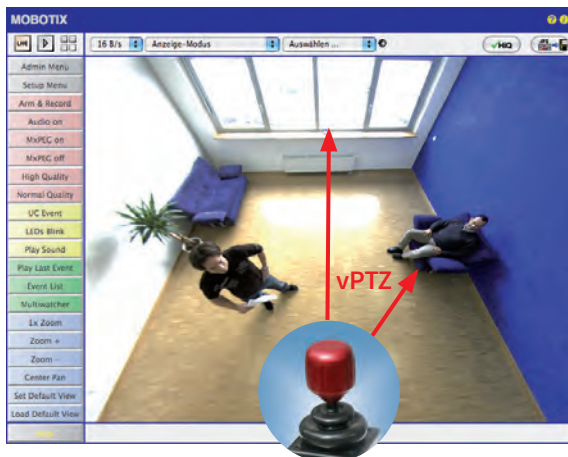 MOBOTIX
LIVE
16 B/s
Anzeige-Modus
Auswählen ...
HiQ
Admin Menu
Setup Menu
Arm & Record
Audio on
MxPEG on
MxPEG off
High Quality
Normal Quality
UC Event
LEDs Blink
Play Sound
Play Last Event
Event List
Multiwatcher
1x Zoom
Zoom +
Zoom −
Center Pan
Set Default View
Load Default View
vPTZ